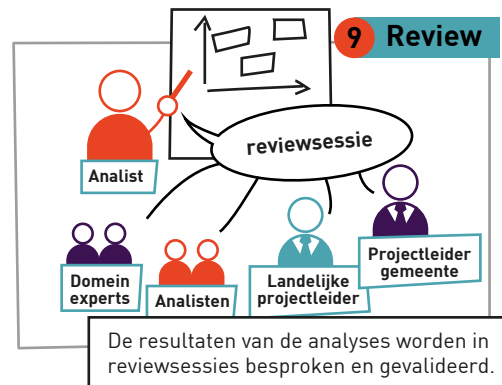 9 Review
reviewsessie
Analist
Domein
experts
Analisten
Landelijke
projectleider
Projectleider
gemeente
De resultaten van de analyses worden in
reviewsessies besproken en gevalideerd.